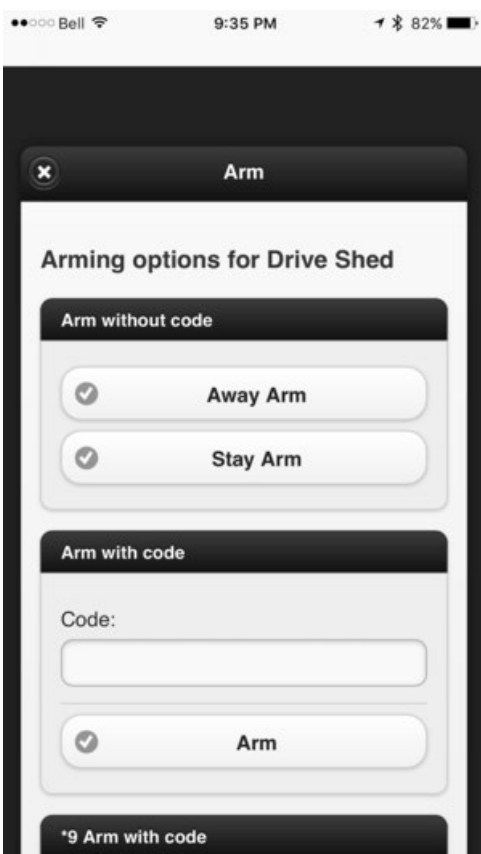 Bell 9:35 PM 82%
Arm
Arming options for Drive Shed
Arm without code
Away Arm
Stay Arm
Arm with code
Code:
Arm
*9 Arm with code